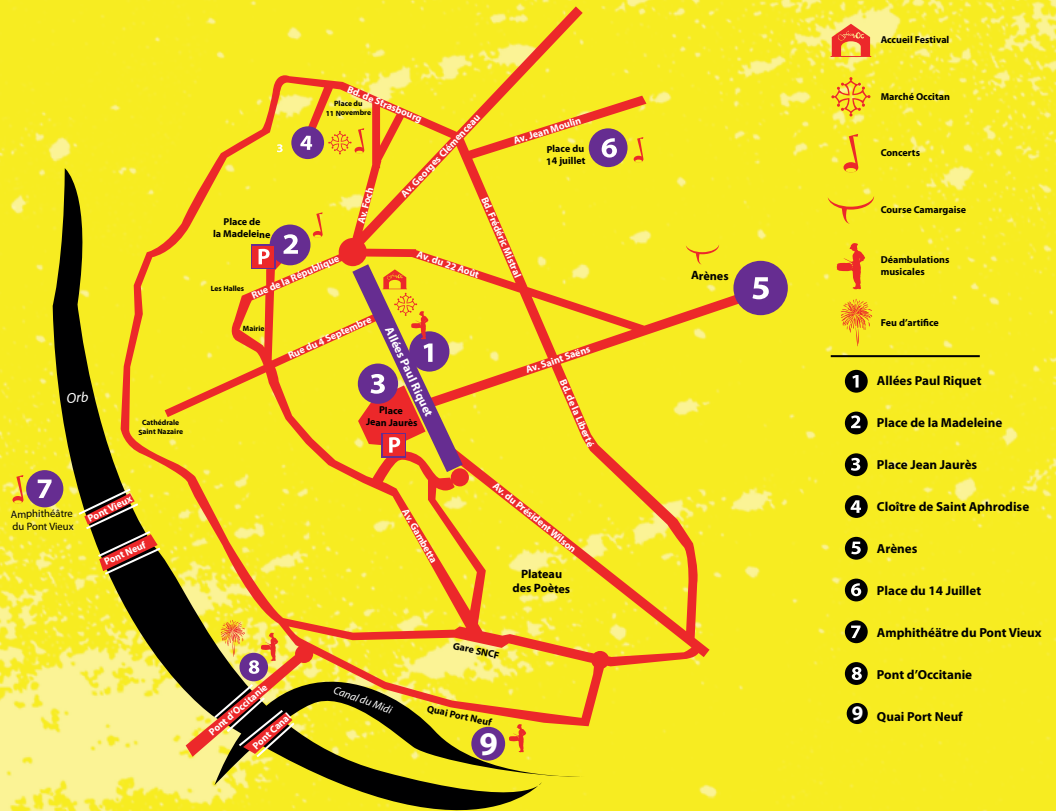 Bd. de Strasbourg
Place du
11 Novembre
3
4
Av. Georges Clémenceau
Av. Jean Moulin
Place du
14 juillet
6
Av. Foch
Bd. Frédéric Mistral
Place de
la Madeleine
P
2
Rue de la République
Les Halles
Av. du 22 Août
Arènes
5
Mairie
Rue du 4 Septembre
Allées Paul Riquet
1
Av. Saint Saëns
3
Place
Jean Jaurès
P
Bd. de la Liberté
Orb
Cathédrale
Saint Nazaire
7
Amphithéâtre
du Pont Vieux
Pont Vieux
Pont Neuf
Av. Gambetta
Av. du Président Wilson
Plateau
des Poètes
Gare SNCF
8
Pont d'Occitanie
Pont Canal
Canal du Midi
Quai Port Neuf
9
Accueil Festival
Marché Occitan
Concerts
Course Camargaise
Déambulations
musicales
Feu d'artifice
1 Allées Paul Riquet
2 Place de la Madeleine
3 Place Jean Jaurès
4 Cloître de Saint Aphrodise
5 Arènes
6 Place du 14 Juillet
7 Amphithéätre du Pont Vieux
8 Pont d'Occitanie
9 Quai Port Neuf